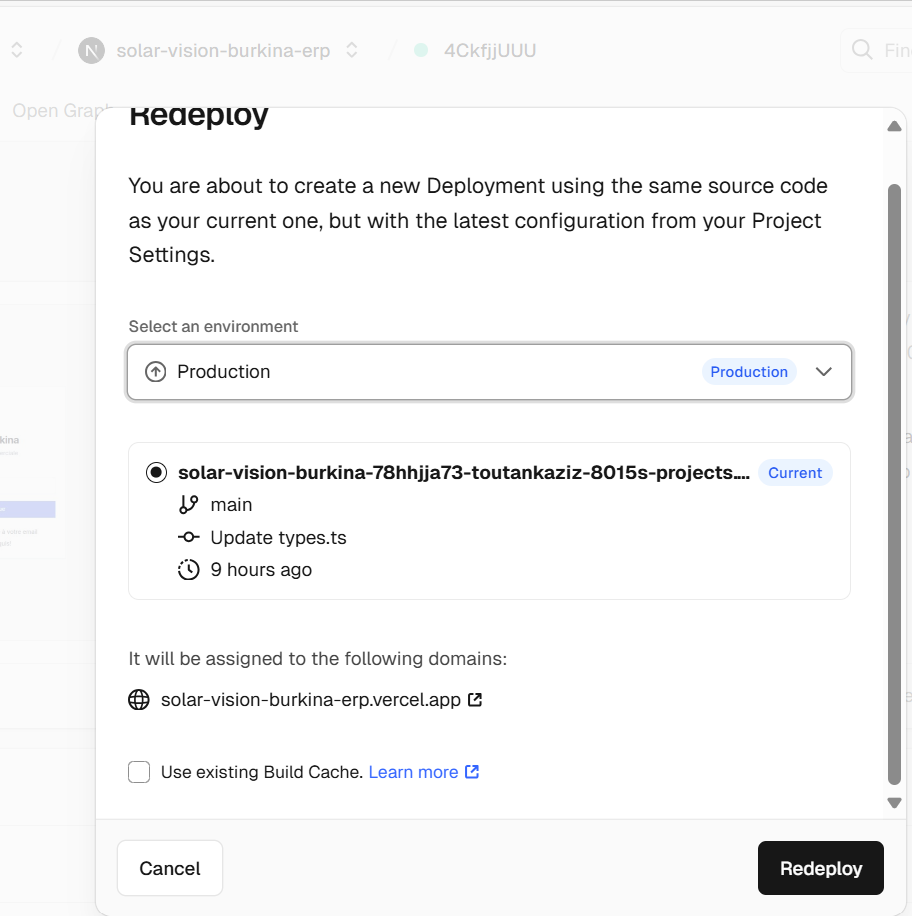 N solar-vision-burkina-erp 4CkfjjUUU
Open Grap
Redeploy
You are about to create a new Deployment using the same source code
as your current one, but with the latest configuration from your Project
Settings.
Select an environment
Production Production
solar-vision-burkina-78hhjja73-toutankaziz-8015s-projects.... Current
main
Update types.ts
9 hours ago
It will be assigned to the following domains:
solar-vision-burkina-erp.vercel.app
Use existing Build Cache. Learn more
Cancel Redeploy